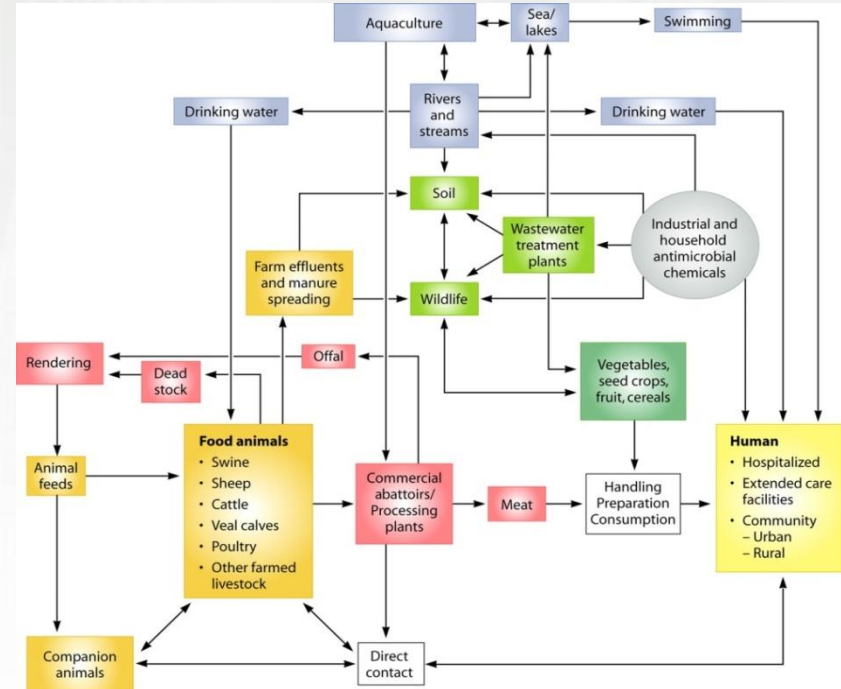 Aquaculture
Sea/
lakes
Swimming
Drinking water
Rivers
and
streams
Drinking water
Soil
Wastewater
treatment
plants
Industrial and
household
antimicrobial
chemicals
Farm effluents
and manure
spreading
Wildlife
Rendering
Offal
Dead
stock
Vegetables,
seed crops,
fruit, cereals
Animal
feeds
Food animals
• Swine
• Sheep
• Cattle
• Veal calves
• Poultry
• Other farmed
livestock
Commercial
abattoirs/
Processing
plants
Meat
Handling
Preparation
Consumption
Human
• Hospitalized
• Extended care
facilities
• Community
– Urban
– Rural
Companion
animals
Direct
contact